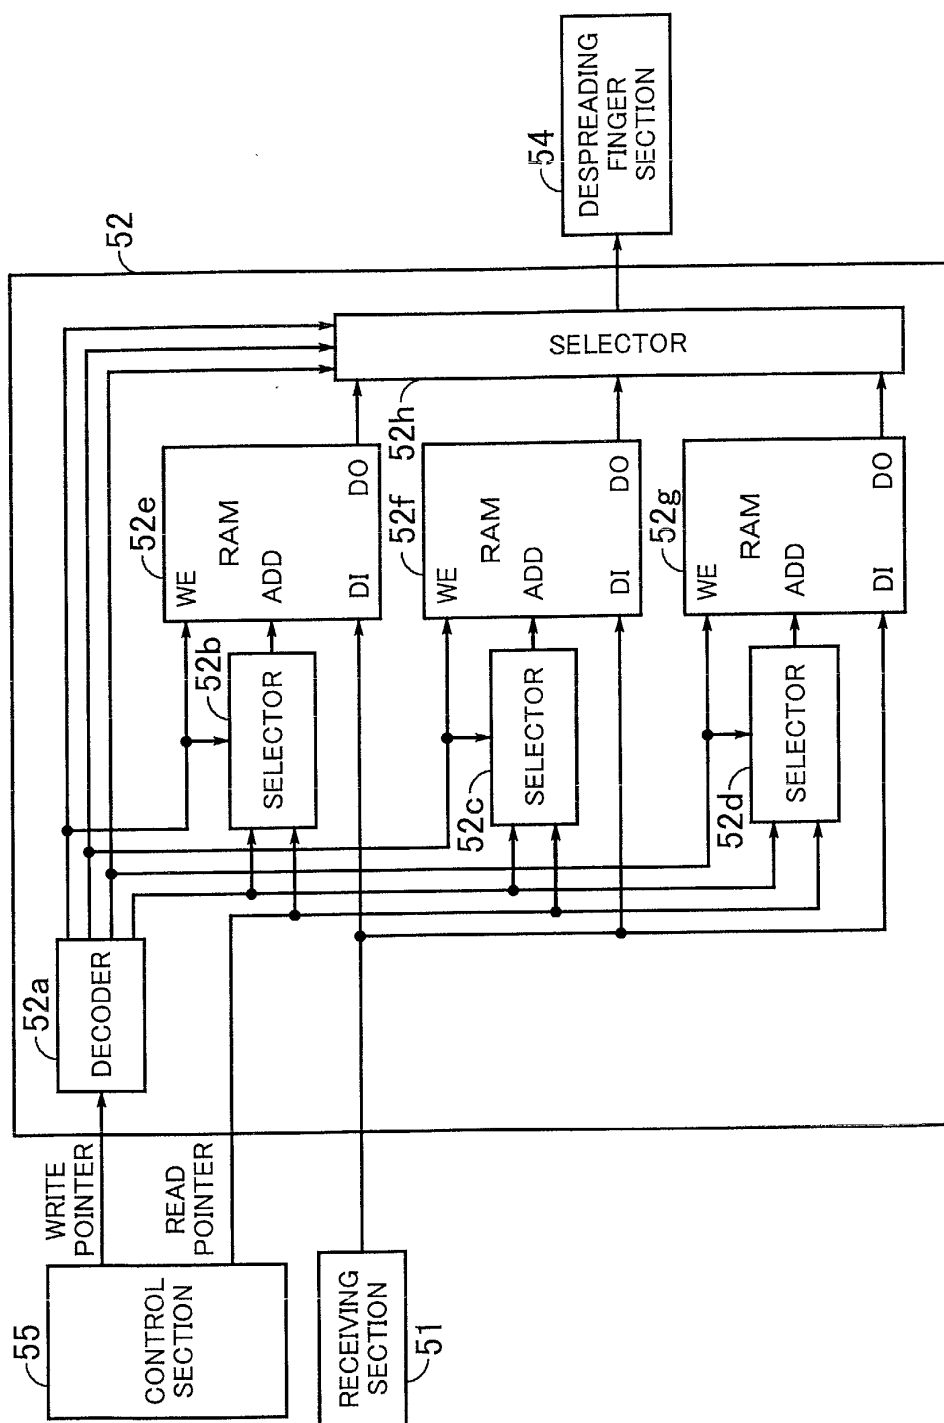 55
CONTROL
SECTION
WRITE
POINTER
READ
POINTER
RECEIVING
SECTION
51
52
52a
DECODER
52b
SELECTOR
52c
SELECTOR
52d
SELECTOR
52e
WE
RAM
ADD
DI
DO
52f
WE
RAM
ADD
DI
DO
52g
WE
RAM
ADD
DI
DO
52h
SELECTOR
54
DESPREADING
FINGER
SECTION